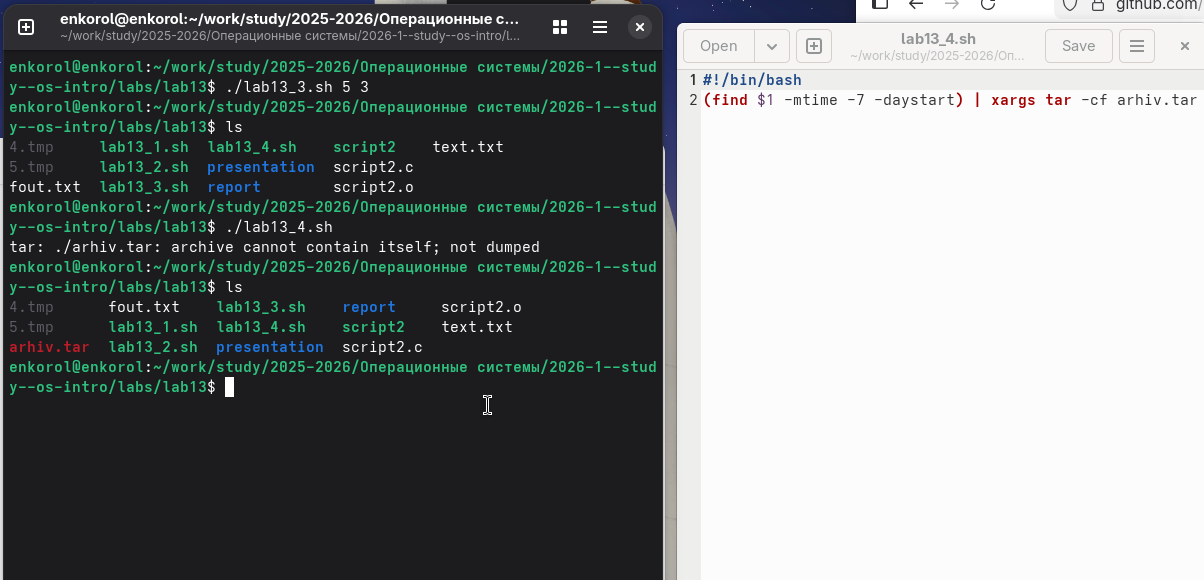 enkorol@enkorol:~/work/study/2025-2026/Операционные с...
~/work/study/2025-2026/Операционные системы/2026-1--study--os-intro/l...
enkorol@enkorol:~/work/study/2025-2026/Операционные системы/2026-1--stud
y--os-intro/labs/lab13$ ./lab13_3.sh 5 3
enkorol@enkorol:~/work/study/2025-2026/Операционные системы/2026-1--stud
y--os-intro/labs/lab13$ ls
4.tmp lab13_1.sh lab13_4.sh script2 text.txt
5.tmp lab13_2.sh presentation script2.c
fout.txt lab13_3.sh report script2.o
enkorol@enkorol:~/work/study/2025-2026/Операционные системы/2026-1--stud
y--os-intro/labs/lab13$ ./lab13_4.sh
tar: ./arhiv.tar: archive cannot contain itself; not dumped
enkorol@enkorol:~/work/study/2025-2026/Операционные системы/2026-1--stud
y--os-intro/labs/lab13$ ls
4.tmp fout.txt lab13_3.sh report script2.o
5.tmp lab13_1.sh lab13_4.sh script2 text.txt
arhiv.tar lab13_2.sh presentation script2.c
enkorol@enkorol:~/work/study/2025-2026/Операционные системы/2026-1--stud
y--os-intro/labs/lab13$
github.com/
Open
lab13_4.sh
~/work/study/2025-2026/Оп...
Save
1 #!/bin/bash
2 (find $1 -mtime -7 -daystart) | xargs tar -cf arhiv.tar